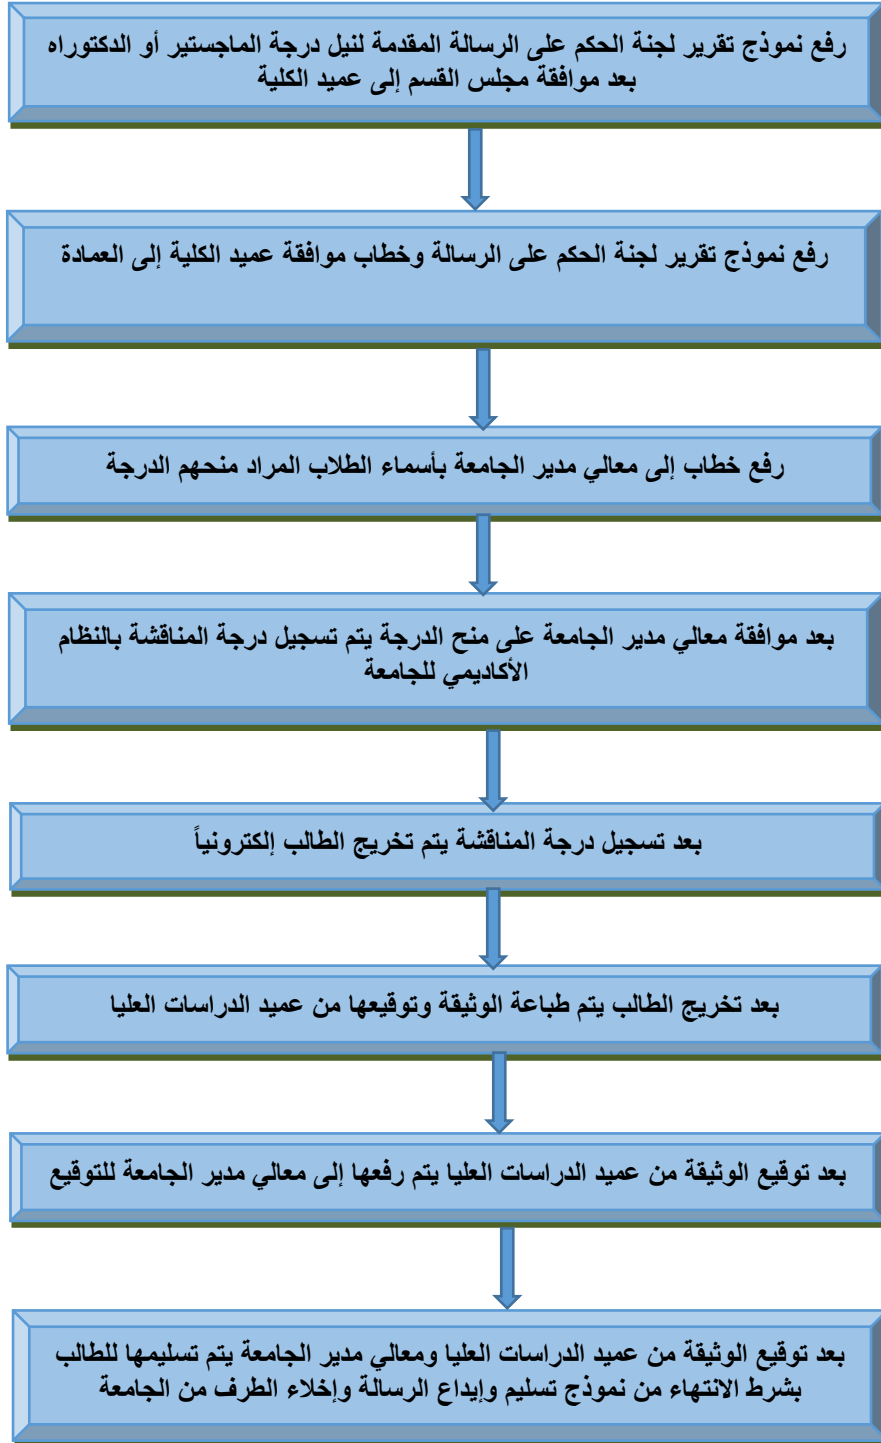 رفع نموذج تقرير لجنة الحكم على الرسالة المقدمة لنيل درجة الماجستير أو الدكتوراه
بعد موافقة مجلس القسم إلى عميد الكلية
رفع نموذج تقرير لجنة الحكم على الرسالة وخطاب موافقة عميد الكلية إلى العمادة
رفع خطاب إلى معالي مدير الجامعة بأسماء الطلاب المراد منحهم الدرجة
بعد موافقة معالي مدير الجامعة على منح الدرجة يتم تسجيل درجة المناقشة بالنظام
الأكاديمي للجامعة
بعد تسجيل درجة المناقشة يتم تخريج الطالب إلكترونياً
بعد تخريج الطالب يتم طباعة الوثيقة وتوقيعها من عميد الدراسات العليا
بعد توقيع الوثيقة من عميد الدراسات العليا يتم رفعها إلى معالي مدير الجامعة للتوقيع
بعد توقيع الوثيقة من عميد الدراسات العليا ومعالي مدير الجامعة يتم تسليمها للطالب
بشرط الانتهاء من نموذج تسليم وإيداع الرسالة وإخلاء الطرف من الجامعة